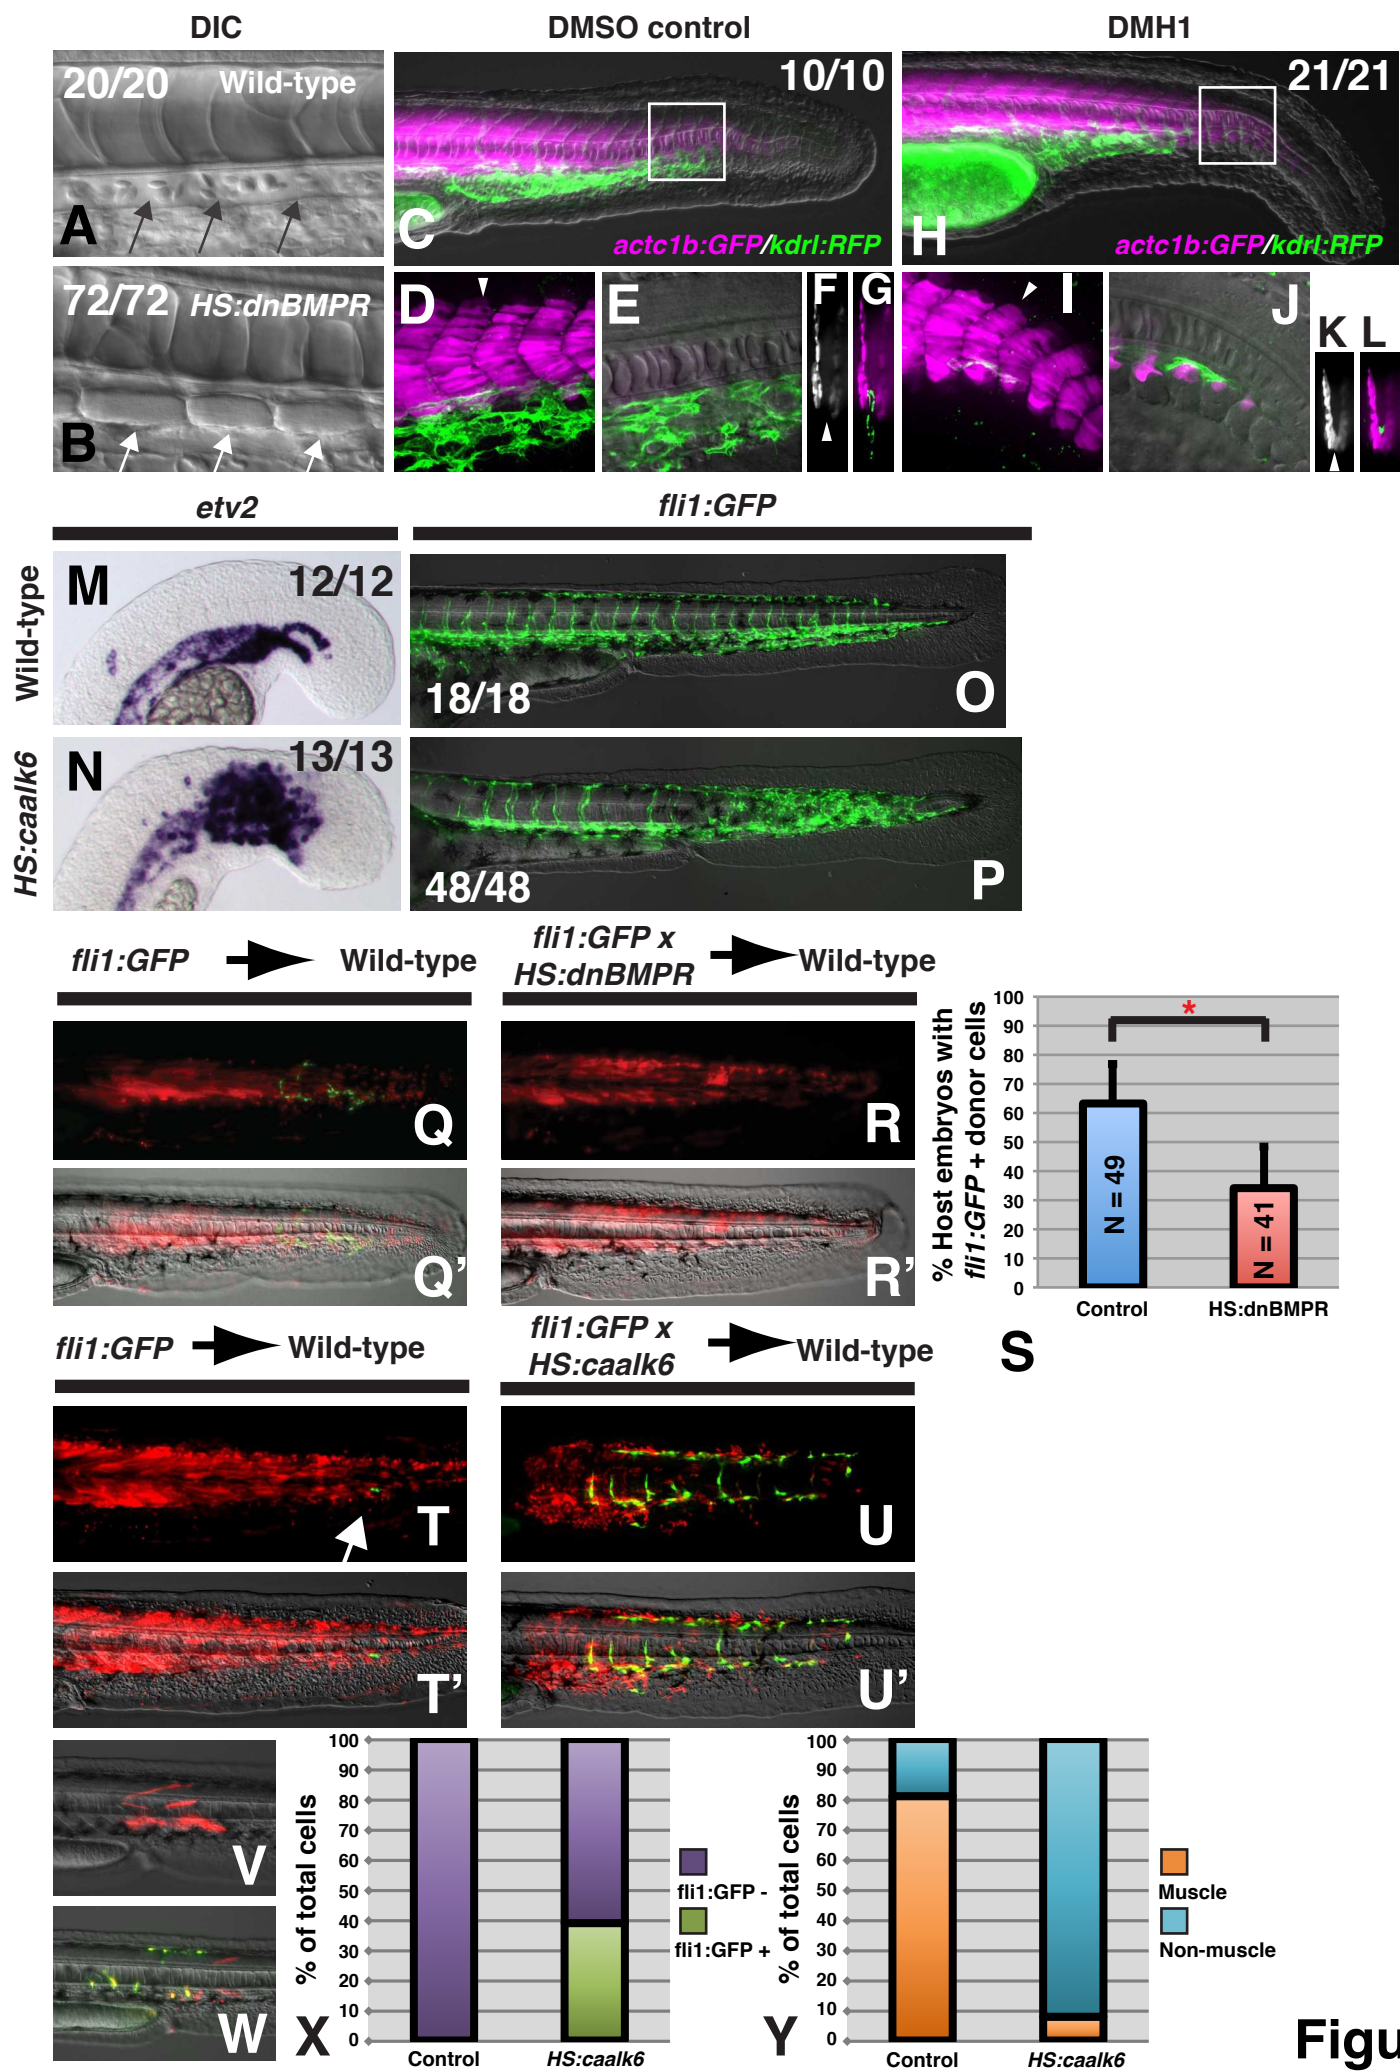 DIC
DMSO control
DMH1
20/20 Wild-type
A
72/72 HS:dnBMPR
B
10/10
C
actc1b:GFP/kdrl:RFP
21/21
H
actc1b:GFP/kdrl:RFP
D
E
F
G
I
J
K
L
etv2
fli1:GFP
Wild-type
M
12/12
18/18
O
HS:caalk6
N
13/13
48/48
P
fli1:GFP
Wild-type
fli1:GFP x
HS:dnBMPR
Wild-type
Q
R
Q'
R'
% Host embryos with
fli1:GFP + donor cells
100
90
80
70
60
50
40
30
20
10
0
*
N = 49
N = 41
Control
HS:dnBMPR
S
fli1:GFP
Wild-type
fli1:GFP x
HS:caalk6
Wild-type
T
U
T'
U'
V
W
% of total cells
100
90
80
70
60
50
40
30
20
10
0
Control
HS:caalk6
fli1:GFP -
fli1:GFP +
X
% of total cells
100
90
80
70
60
50
40
30
20
10
0
Control
HS:caalk6
Muscle
Non-muscle
Y
Figu